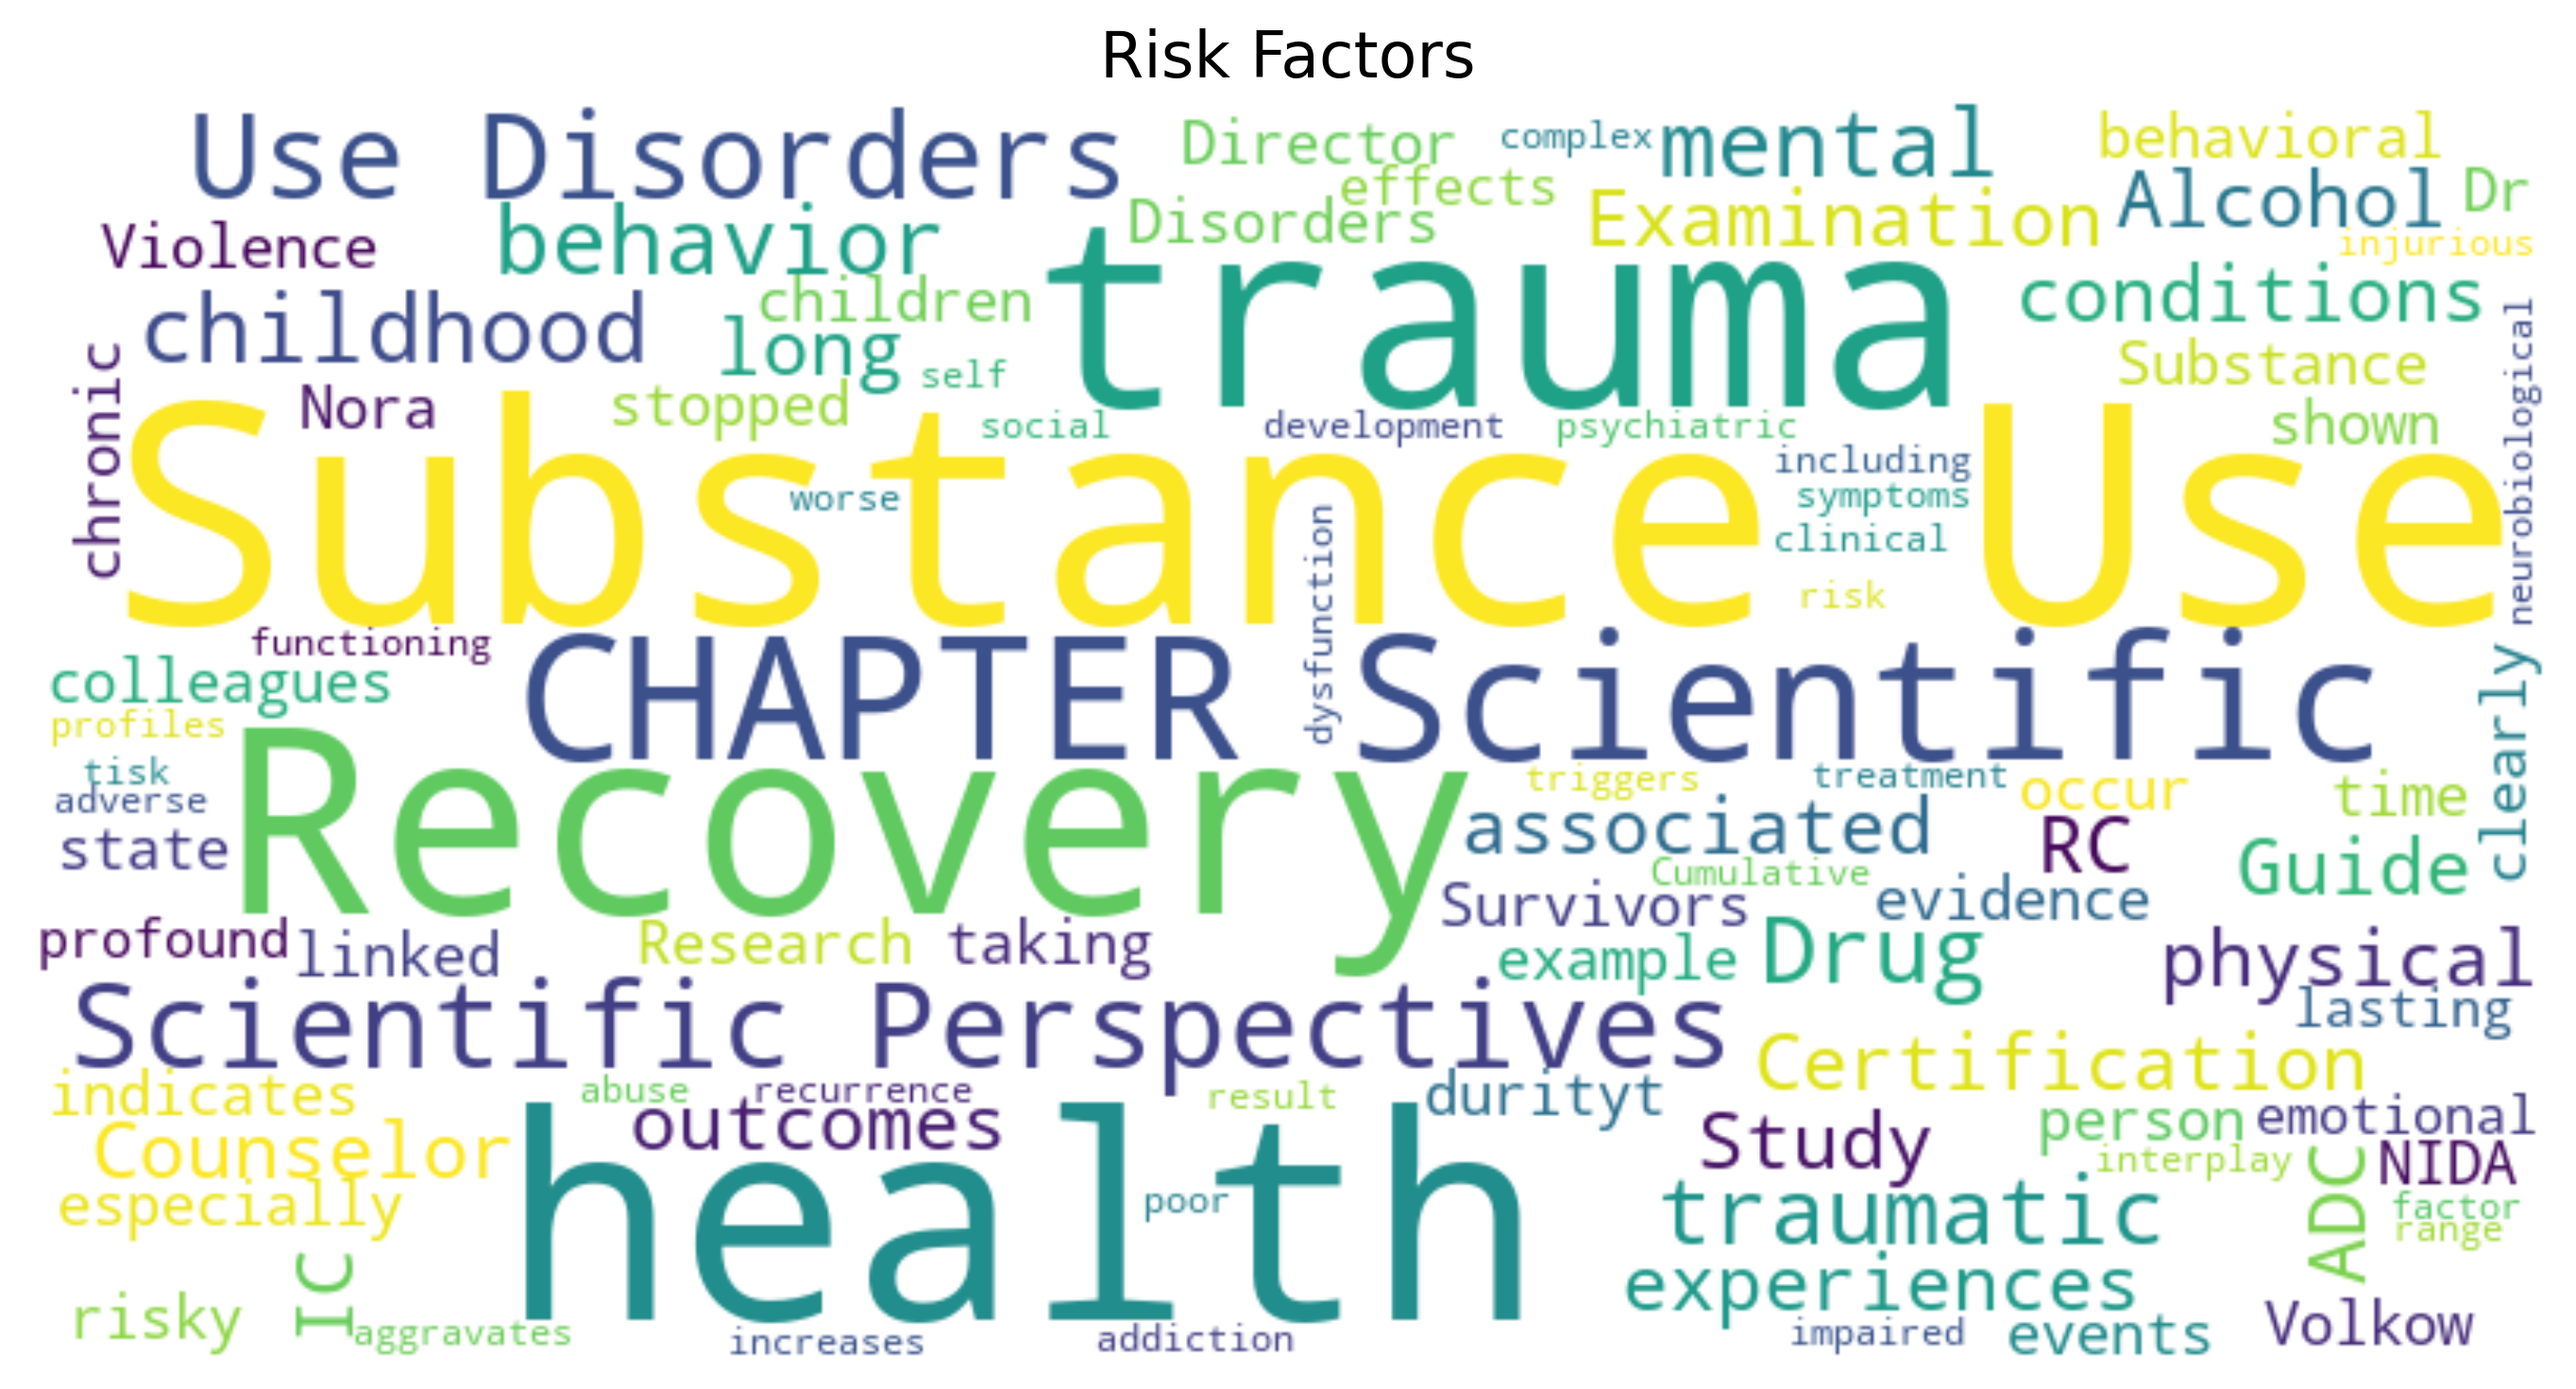 Risk Factors
Use Disorders
Director
complex
mental
behavioral
effects
Alcohol
Dr
Violence
behavior
Disorders
Examination
injurious
childhood
children
long
trauma
conditions
chronic
Nora
stopped
self
Substance
shown
neurobiological
social
development
psychiatric
Substance Use
worse
including
symptoms
clinical
risk
dysfunction
functioning
colleagues
CHAPTER Scientific
clearly
profiles
tisk
adverse
state
Recovery
triggers
treatment
occur
time
associated
RC
Guide
Cumulative
Survivors
evidence
profound
linked
Research
taking
example
Drug
physical
lasting
Scientific Perspectives
Certification
indicates
abuse
recurrence
result
durityt
outcomes
Counselor
Study
person
emotional
interplay
NIDA
ADC
especially
health
poor
traumatic
factor
range
IC
experiences
risky
aggravates
increases
addiction
impaired
events
Volkow